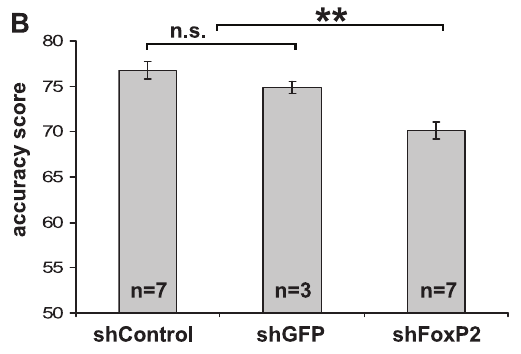 B
**
n.s.
80
75
70
65
60
55
50
accuracy score
n=7
n=3
n=7
shControl
shGFP
shFoxP2